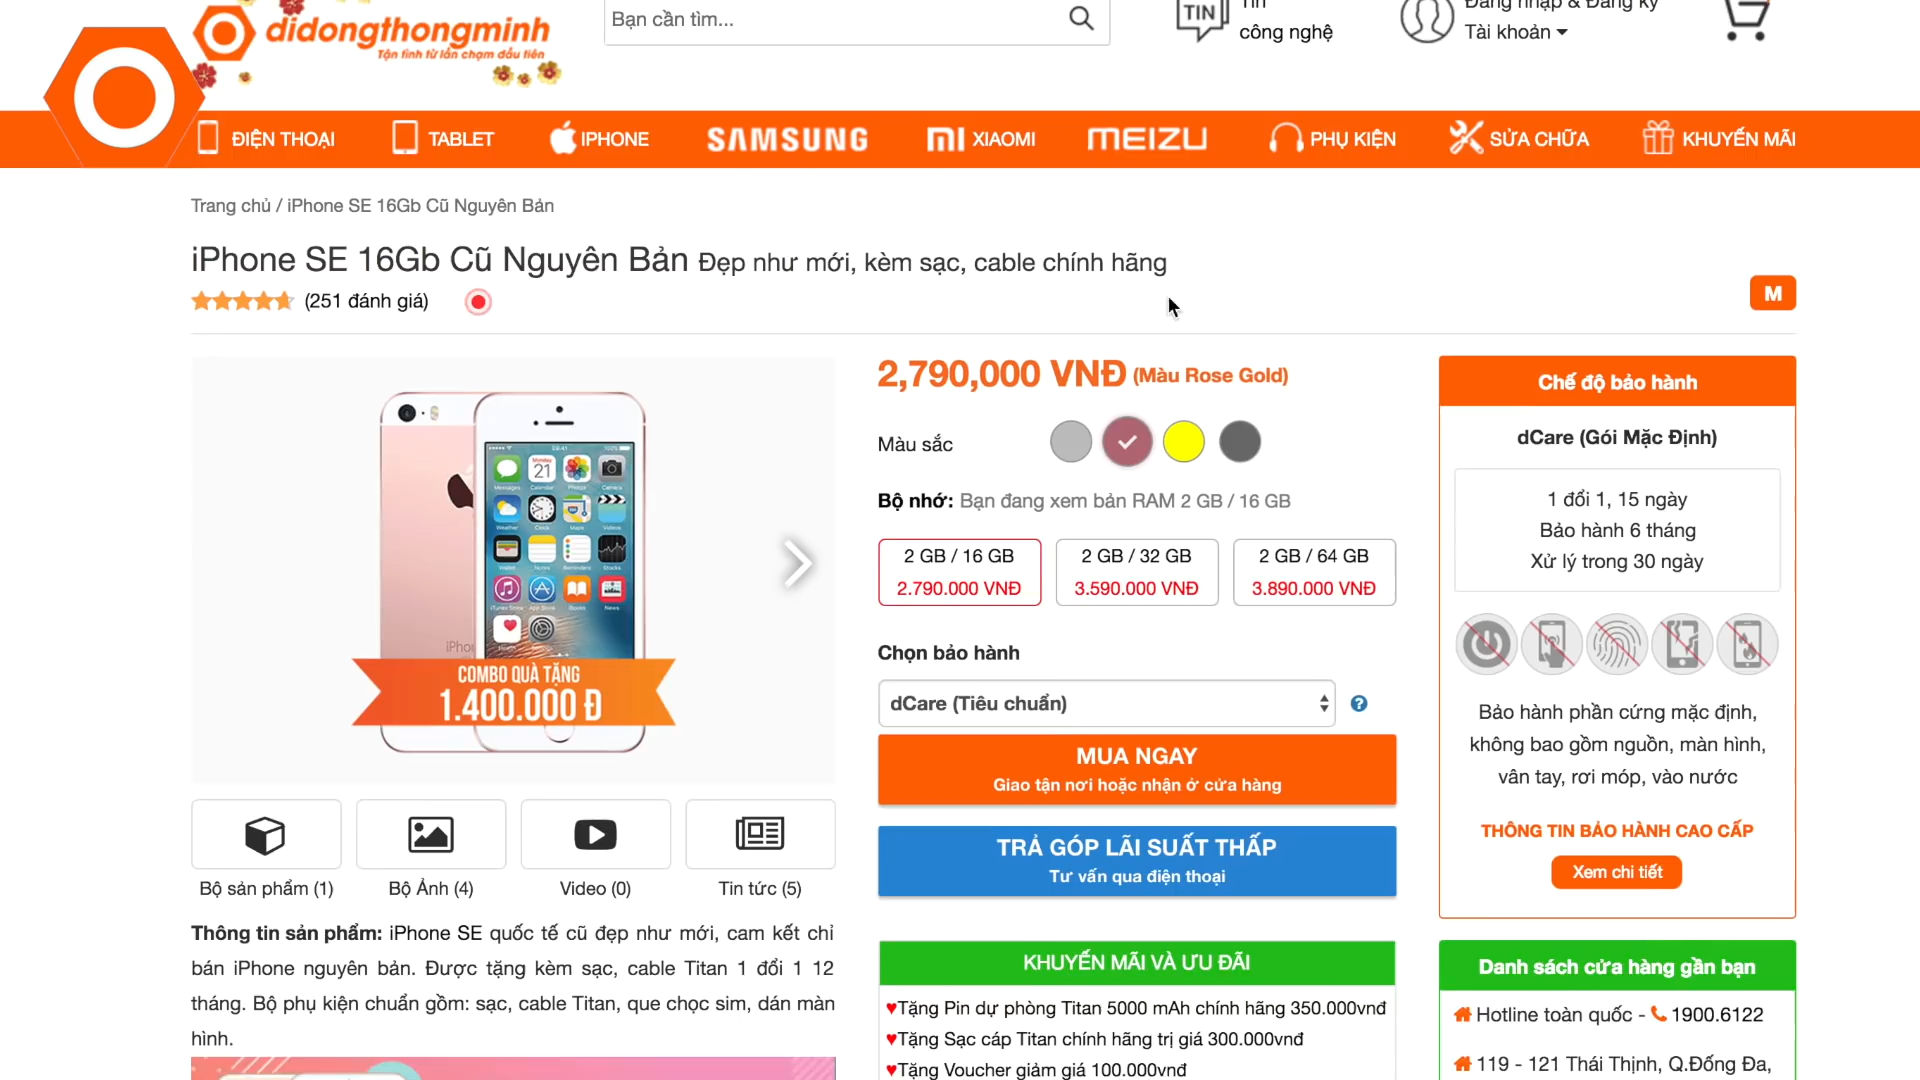 didongthongminh
Tận tình từ lần chạm đầu tiên
Bạn cần tìm...
TIN
Tin
công nghệ
Đăng nhập & Đăng ký
Tài khoản
ĐIỆN THOẠI
TABLET
IPHONE
SAMSUNG
MI XIAOMI
MEIZU
PHỤ KIỆN
SỬA CHỮA
KHUYẾN MÃI
Trang chủ / iPhone SE 16Gb Cũ Nguyên Bản
iPhone SE 16Gb Cũ Nguyên Bản Đẹp như mới, kèm sạc, cable chính hãng
(251 đánh giá)
M
COMBO QUÀ TẶNG
1.400.000 Đ
Bộ sản phẩm (1)
Bộ Ảnh (4)
Video (0)
Tin tức (5)
Thông tin sản phẩm: iPhone SE quốc tế cũ đẹp như mới, cam kết chỉ
bán iPhone nguyên bản. Được tặng kèm sạc, cable Titan 1 đổi 1 12
tháng. Bộ phụ kiện chuẩn gồm: sạc, cable Titan, que chọc sim, dán màn
hình.
2,790,000 VNĐ (Màu Rose Gold)
Màu sắc
Bộ nhớ: Bạn đang xem bản RAM 2 GB / 16 GB
2 GB / 16 GB
2.790.000 VNĐ
2 GB / 32 GB
3.590.000 VNĐ
2 GB / 64 GB
3.890.000 VNĐ
Chọn bảo hành
dCare (Tiêu chuẩn)
?
MUA NGAY
Giao tận nơi hoặc nhận ở cửa hàng
TRẢ GÓP LÃI SUẤT THẤP
Tư vấn qua điện thoại
KHUYẾN MÃI VÀ ƯU ĐÃI
♥Tặng Pin dự phòng Titan 5000 mAh chính hãng 350.000vnđ
♥Tặng Sạc cáp Titan chính hãng trị giá 300.000vnđ
♥Tặng Voucher giảm giá 100.000vnđ
Chế độ bảo hành
dCare (Gói Mặc Định)
1 đổi 1, 15 ngày
Bảo hành 6 tháng
Xử lý trong 30 ngày
Bảo hành phần cứng mặc định,
không bao gồm nguồn, màn hình,
vân tay, rơi móp, vào nước
THÔNG TIN BẢO HÀNH CAO CẤP
Xem chi tiết
Danh sách cửa hàng gần bạn
Hotline toàn quốc - 1900.6122
119 - 121 Thái Thịnh, Q.Đống Đa,